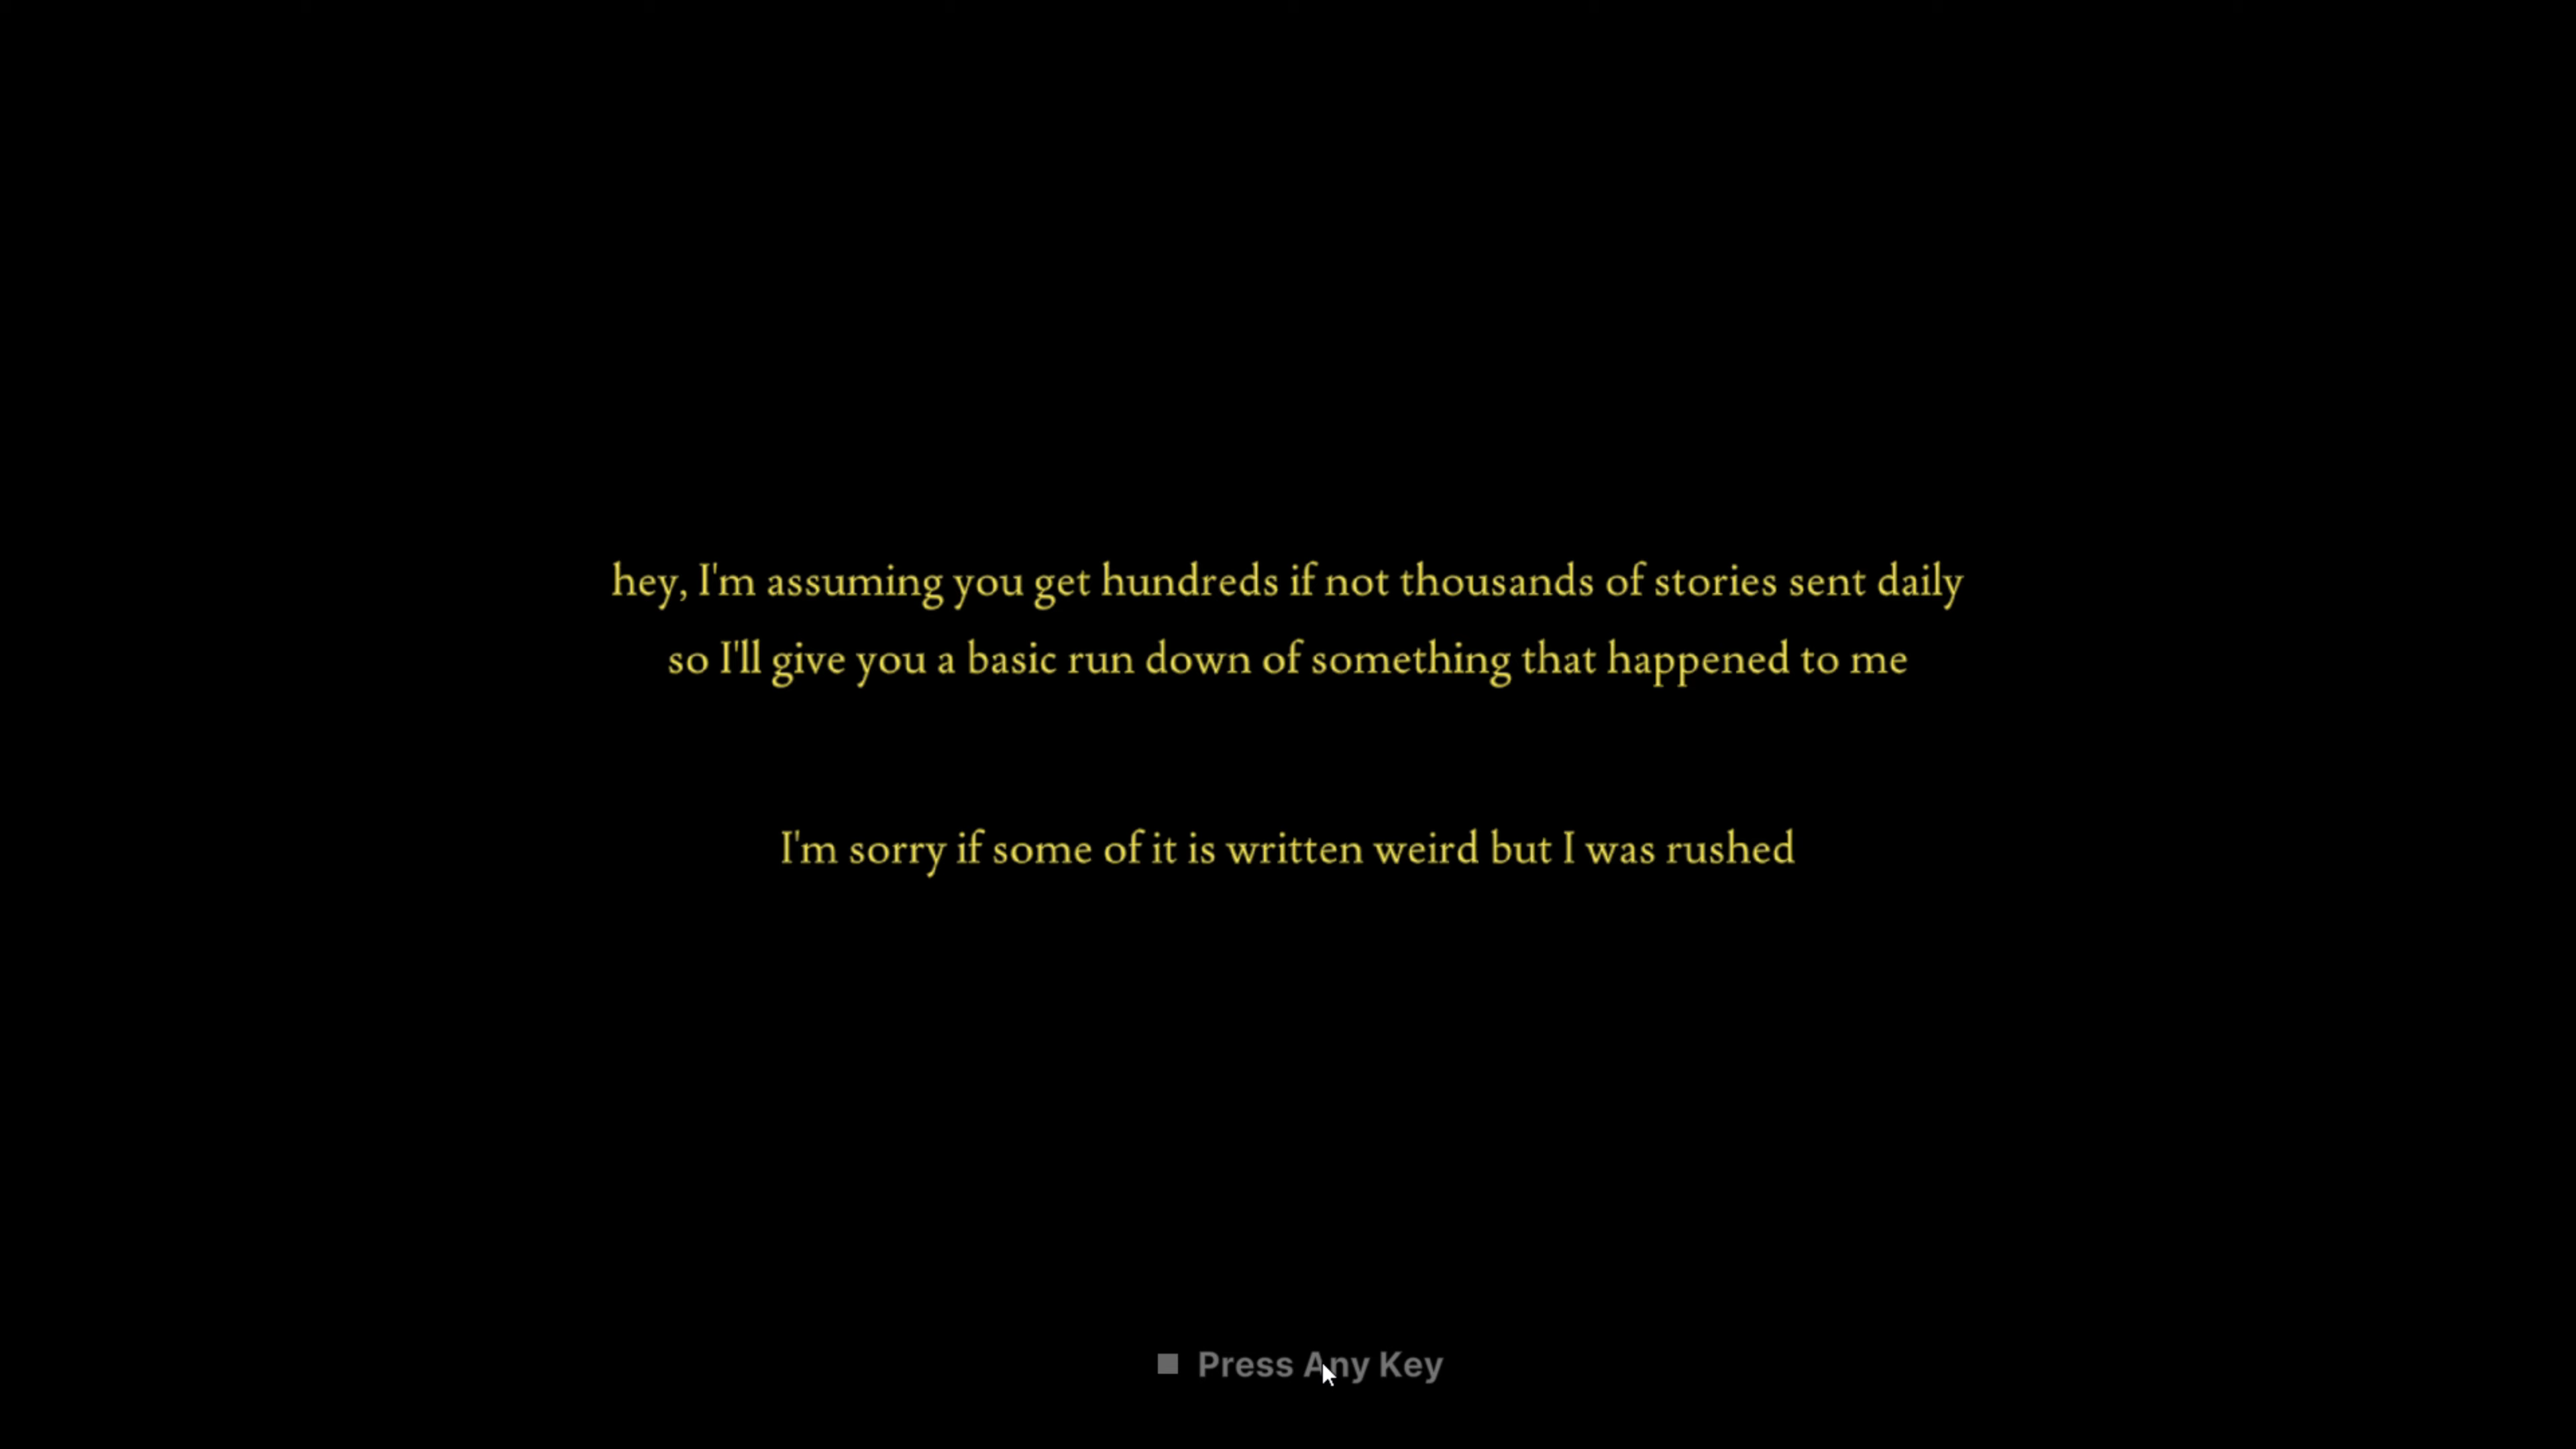 hey, I'm assuming you get hundreds if not thousands of stories sent daily
so I'll give you a basic run down of something that happened to me
I'm sorry if some of it is written weird but I was rushed
Press Any Key